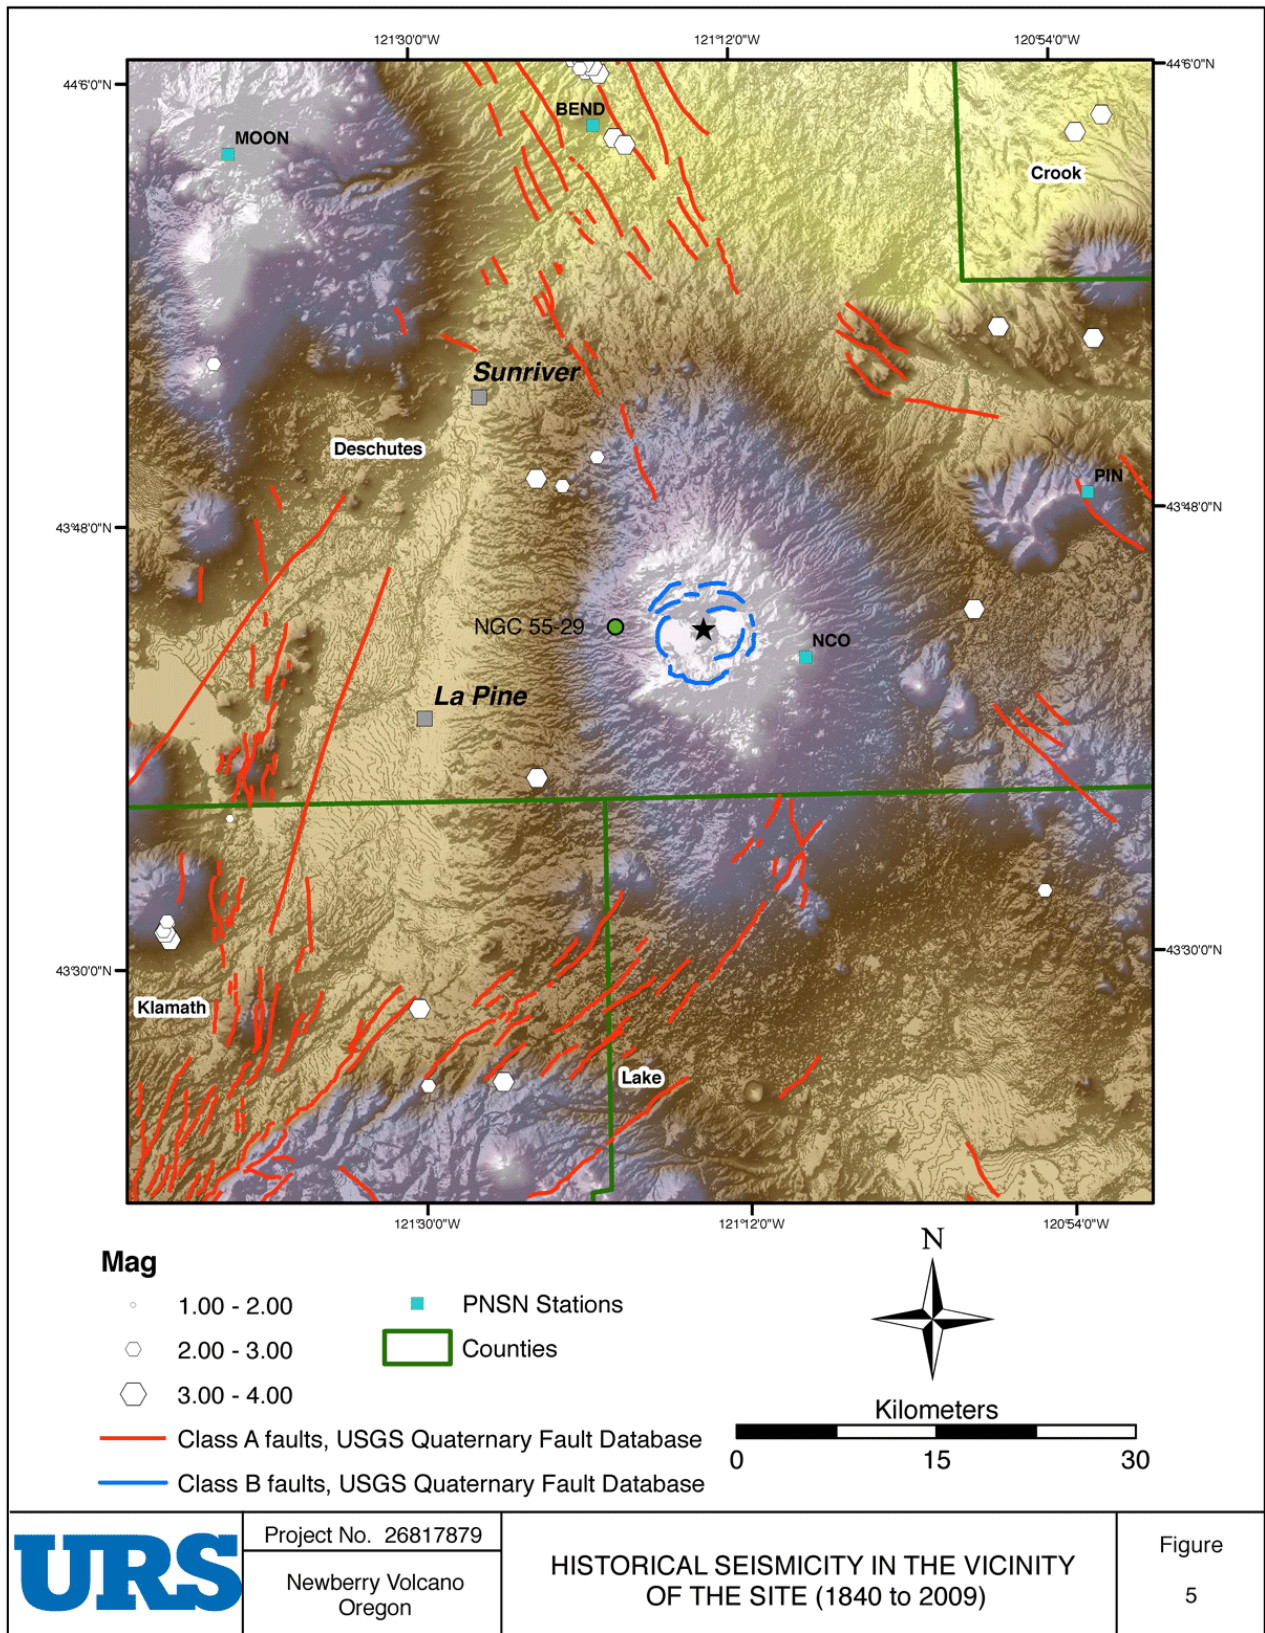 121°30'0"W
121°12'0"W
120°54'0"W
44°6'0"N
44°6'0"N
BEND
MOON
Crook
Sunriver
Deschutes
PIN
43°48'0"N
43°48'0"N
NGC 55-29
NCO
La Pine
43°30'0"N
43°30'0"N
Klamath
Lake
121°30'0"W
121°12'0"W
120°54'0"W
N
Mag
1.00 - 2.00
2.00 - 3.00
3.00 - 4.00
PNSN Stations
Counties
Class A faults, USGS Quaternary Fault Database
Class B faults, USGS Quaternary Fault Database
Kilometers
0 15 30
URS
Project No. 26817879
Newberry Volcano
Oregon
HISTORICAL SEISMICITY IN THE VICINITY
OF THE SITE (1840 to 2009)
Figure
5